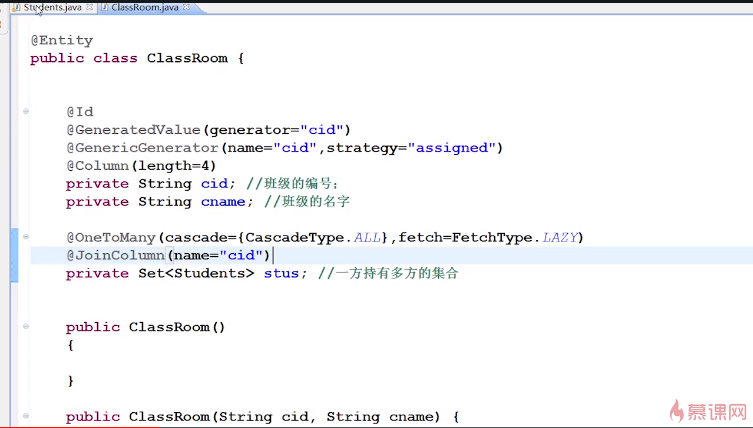 Students.java ClassRoom.java
@Entity
public class ClassRoom {
@Id
@GeneratedValue(generator="cid")
@GenericGenerator(name="cid",strategy="assigned")
@Column(length=4)
private String cid; //班级的编号;
private String cname; //班级的名字
@OneToMany(cascade={CascadeType.ALL},fetch=FetchType.LAZY)
@JoinColumn(name="cid")
private Set<Students> stus; //一方持有多方的集合
public ClassRoom()
{
}
public ClassRoom(String cid, String cname) {
慕课网